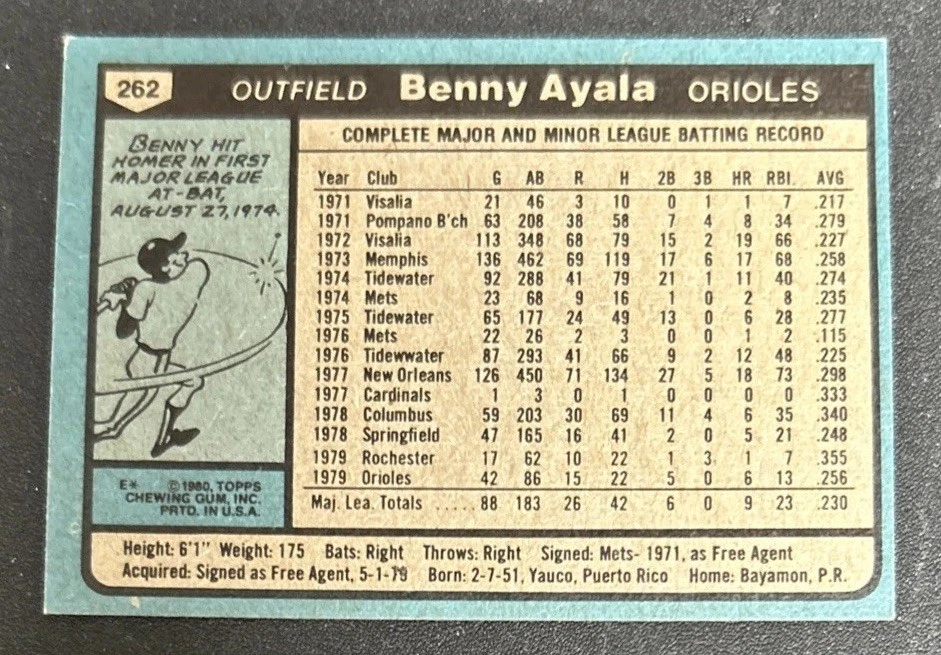 262 OUTFIELD Benny Ayala ORIOLES
BENNY HIT
HOMER IN FIRST
MAJOR LEAGUE
AT-BAT,
AUGUST 27, 1974.
E* ©1980, TOPPS
CHEWING GUM, INC.
PRTD. IN U.S.A.
COMPLETE MAJOR AND MINOR LEAGUE BATTING RECORD
Year Club G AB R H 2B 3B HR RBI. AVG
1971 Visalia 21 46 3 10 0 1 1 7 .217
1971 Pompano B'ch 63 208 38 58 7 4 8 34 .279
1972 Visalia 113 348 68 79 15 2 19 66 .227
1973 Memphis 136 462 69 119 17 6 17 68 .258
1974 Tidewater 92 288 41 79 21 1 11 40 .274
1974 Mets 23 68 9 16 1 0 2 8 .235
1975 Tidewater 65 177 24 49 13 0 6 28 .277
1976 Mets 22 26 2 3 0 0 1 2 .115
1976 Tidewwater 87 293 41 66 9 2 12 48 .225
1977 New Orleans 126 450 71 134 27 5 18 73 .298
1977 Cardinals 1 3 0 1 0 0 0 0 .333
1978 Columbus 59 203 30 69 11 4 6 35 .340
1978 Springfield 47 165 16 41 2 0 5 21 .248
1979 Rochester 17 62 10 22 1 3 1 7 .355
1979 Orioles 42 86 15 22 5 0 6 13 .256
Maj. Lea. Totals ..... 88 183 26 42 6 0 9 23 .230
Height: 6'1" Weight: 175 Bats: Right Throws: Right Signed: Mets- 1971, as Free Agent
Acquired: Signed as Free Agent, 5-1-79 Born: 2-7-51, Yauco, Puerto Rico Home: Bayamon, P.R.